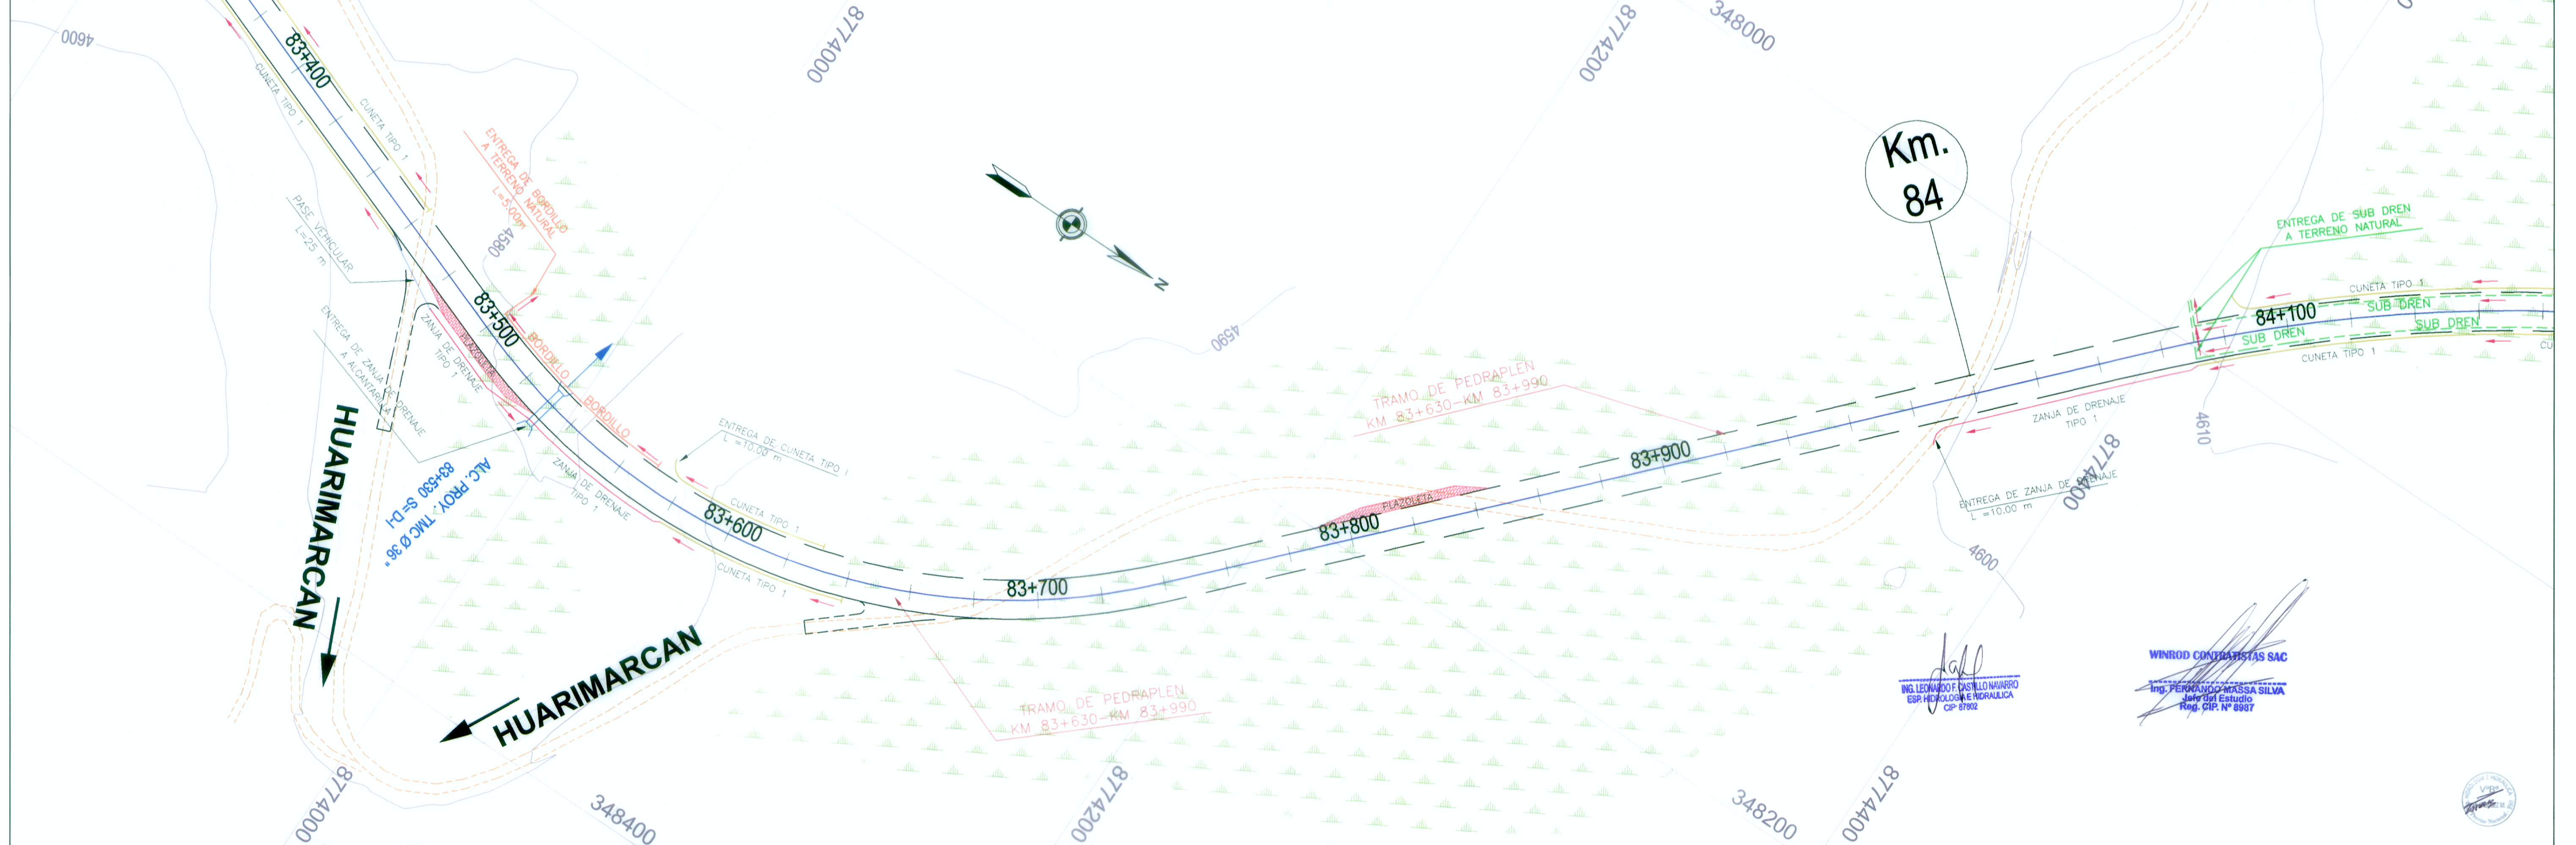 4600
83+400
CUNETA TIPO 1
CUNETA TIPO 1
8774000
8774200
348000
Km.
84
ENTREGA DE BORDILLO
A TERRENO NATURAL
L=5.00m
4580
PASE VEHICULAR
L=25 m
83+500
PLAZOLETA
BORDILLO
BORDILLO
ZANJA DE DRENAJE
TIPO 1
ENTREGA DE ZANJA DE DRENAJE
A ALCANTARILLA
HUARIMARCAN
ALC. PROY. TMC Ø 36"
83+530 S= D-I
ZANJA DE DRENAJE
TIPO 1
ENTREGA DE CUNETA TIPO I
L =10.00 m
CUNETA TIPO 1
83+600
CUNETA TIPO 1
N
4590
TRAMO DE PEDRAPLEN
KM 83+630-KM 83+990
83+700
83+800
PLAZOLETA
83+900
ENTREGA DE SUB DREN
A TERRENO NATURAL
CUNETA TIPO 1
84+100
SUB DREN
SUB DREN
SUB DREN
CUNETA TIPO 1
CU
ZANJA DE DRENAJE
TIPO 1
4610
8774400
ENTREGA DE ZANJA DE DRENAJE
L =10.00 m
4600
HUARIMARCAN
TRAMO DE PEDRAPLEN
KM 83+630-KM 83+990
ING. LEONARDO F. CASTILLO NAVARRO
ESP. HIDROLOGIA E HIDRAULICA
CIP 87802
WINROD CONTRATISTAS SAC
Ing. FERNANDO MASSA SILVA
Jefe del Estudio
Reg. CIP. Nº 8987
8774000
348400
8774200
348200
8774400
VºBº